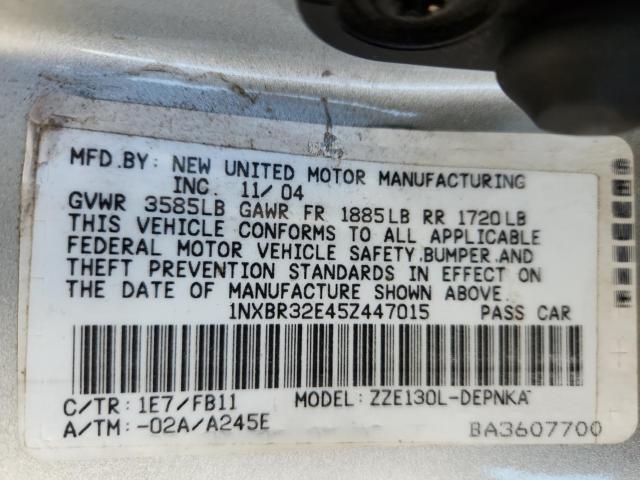 MFD.BY: NEW UNITED MOTOR MANUFACTURING
INC. 11/04
GVWR 3585LB GAWR FR 1885LB RR 1720LB
THIS VEHICLE CONFORMS TO ALL APPLICABLE
FEDERAL MOTOR VEHICLE SAFETY,BUMPER,AND
THEFT PREVENTION STANDARDS IN EFFECT ON
THE DATE OF MANUFACTURE SHOWN ABOVE.
1NXBR32E45Z447015 PASS CAR
C/TR: 1E7/FB11 MODEL: ZZE130L-DEPNKA
A/TM: -02A/A245E BA3607700